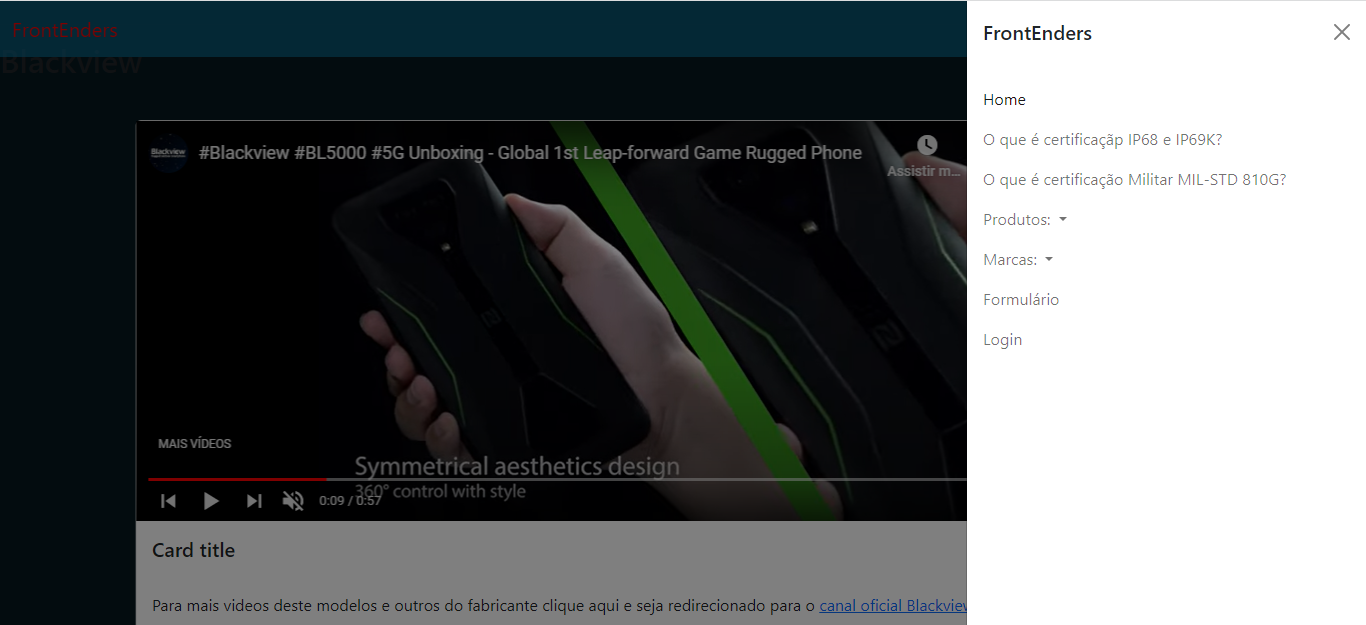 FrontEnders
Blackview
Blackview
#Blackview #BL5000 #5G Unboxing - Global 1st Leap-forward Game Rugged Phone
Assistir m...
MAIS VÍDEOS
Symmetrical aesthetics design
360° control with style
0:09 / 0:57
Card title
Para mais videos deste modelos e outros do fabricante clique aqui e seja redirecionado para o canal oficial Blackview
FrontEnders
Home
O que é certificaçãp IP68 e IP69K?
O que é certificação Militar MIL-STD 810G?
Produtos:
Marcas:
Formulário
Login